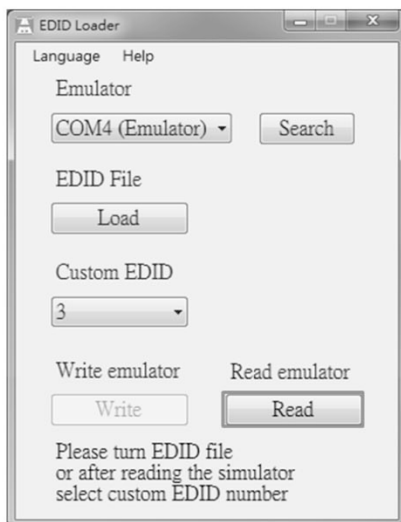 EDID Loader
Language Help
Emulator
COM4 (Emulator) Search
EDID File
Load
Custom EDID
3
Write emulator Read emulator
Write Read
Please turn EDID file
or after reading the simulator
select custom EDID number